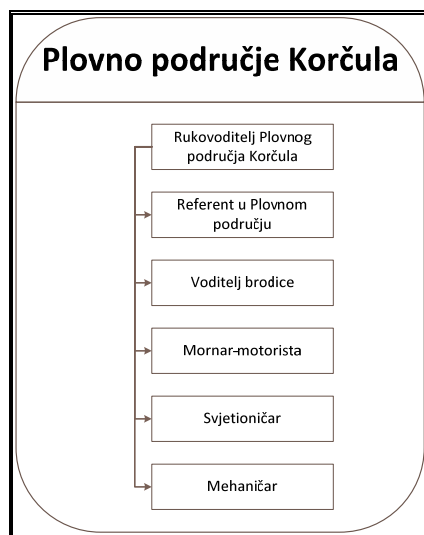 Plovno područje Korčula
Rukovoditelj Plovnog
područja Korčula
Referent u Plovnom
području
Voditelj brodice
Mornar-motorista
Svjetioničar
Mehaničar